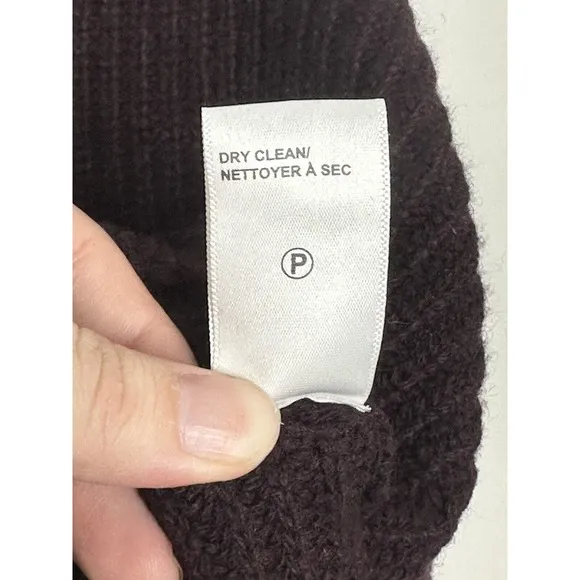 DRY CLEAN/
NETTOYER À SEC
P